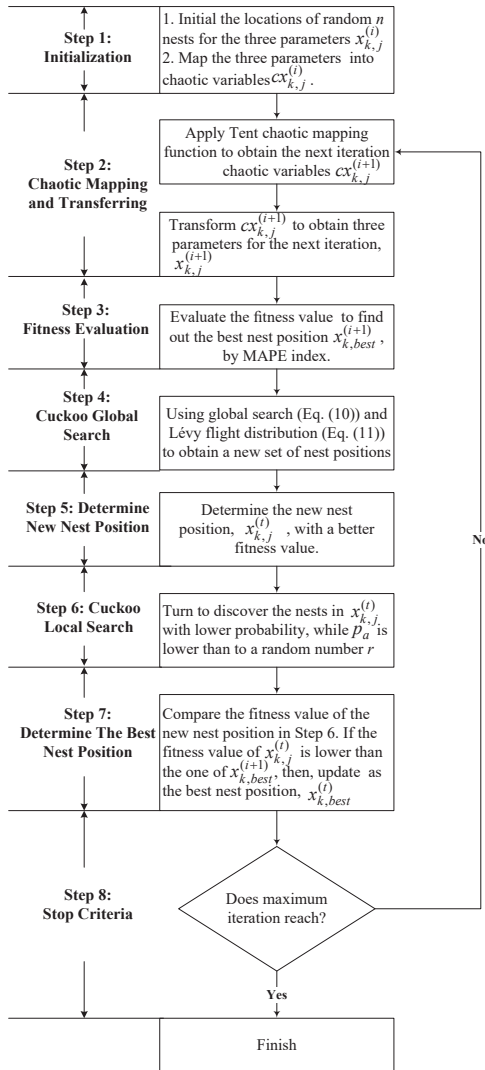 Step 1:
Initialization
1. Initial the locations of random n
nests for the three parameters x_{k,j}^{(i)}
2. Map the three parameters into
chaotic variables cx_{k,j}^{(i)}.
Step 2:
Chaotic Mapping
and Transferring
Apply Tent chaotic mapping
function to obtain the next iteration
chaotic variables cx_{k,j}^{(i+1)}
Transform cx_{k,j}^{(i+1)} to obtain three
parameters for the next iteration,
x_{k,j}^{(i+1)}
Step 3:
Fitness Evaluation
Evaluate the fitness value to find
out the best nest position x_{k,best}^{(i+1)},
by MAPE index.
Step 4:
Cuckoo Global
Search
Using global search (Eq. (10)) and
Lévy flight distribution (Eq. (11))
to obtain a new set of nest positions
Step 5: Determine
New Nest Position
Determine the new nest
position, x_{k,j}^{(t)}, with a better
fitness value.
Step 6: Cuckoo
Local Search
Turn to discover the nests in x_{k,j}^{(t)}
with lower probability, while p_a is
lower than to a random number r
Step 7:
Determine The Best
Nest Position
Compare the fitness value of the
new nest position in Step 6. If the
fitness value of x_{k,j}^{(t)} is lower than
the one of x_{k,best}^{(i+1)}, then, update as
the best nest position, x_{k,best}^{(t)}
Step 8:
Stop Criteria
Does maximum
iteration reach?
Yes
Finish